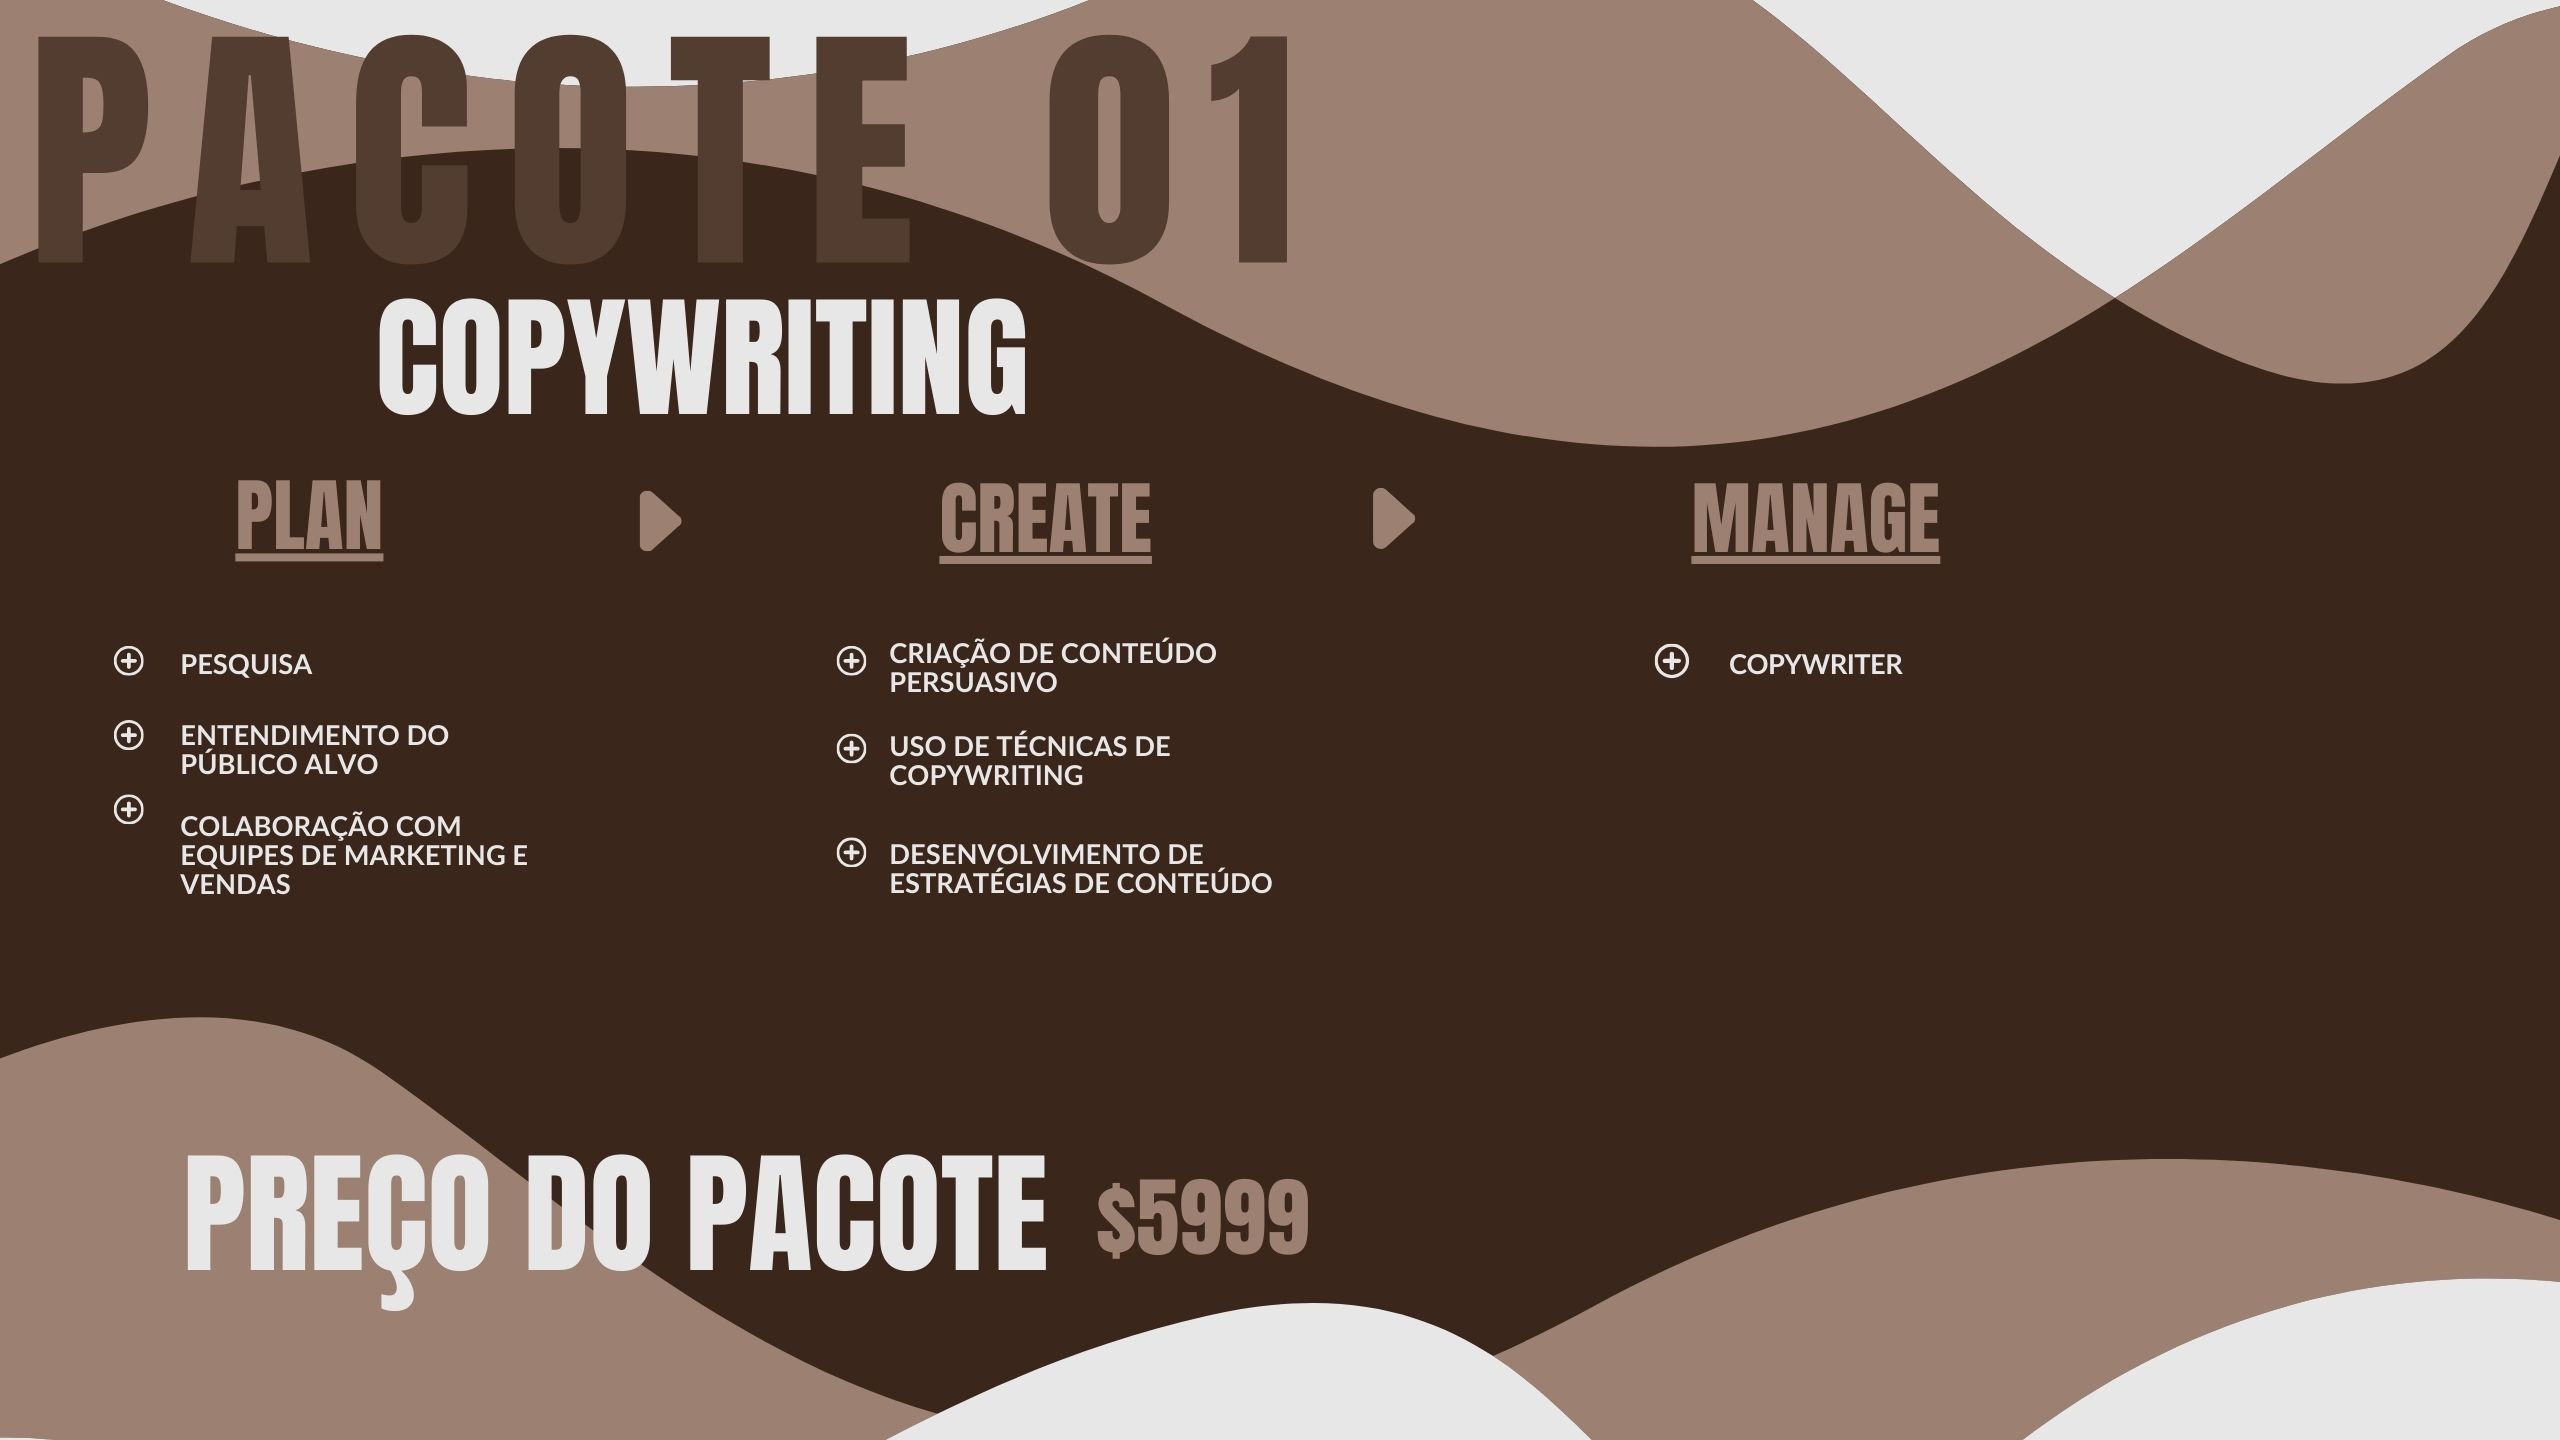 PACOTE 01
COPYWRITING
PLAN
CREATE
MANAGE
PESQUISA
ENTENDIMENTO DO
PÚBLICO ALVO
COLABORAÇÃO COM
EQUIPES DE MARKETING E
VENDAS
CRIAÇÃO DE CONTEÚDO
PERSUASIVO
USO DE TÉCNICAS DE
COPYWRITING
DESENVOLVIMENTO DE
ESTRATÉGIAS DE CONTEÚDO
COPYWRITER
PREÇO DO PACOTE $5999